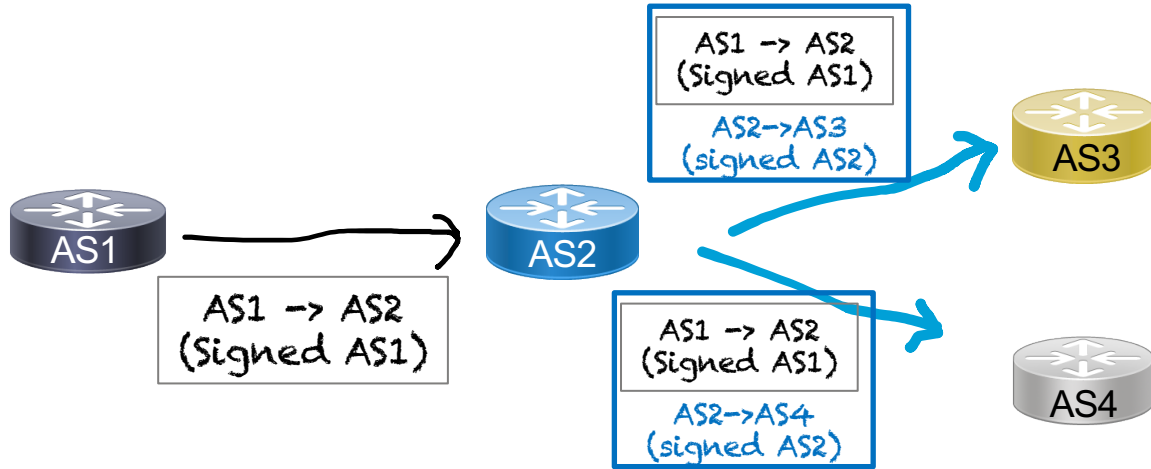 AS1 -> AS2
(Signed AS1)
AS2->AS3
(signed AS2)
AS3
AS1
AS2
AS1 -> AS2
(Signed AS1)
AS1 -> AS2
(Signed AS1)
AS2->AS4
(signed AS2)
AS4